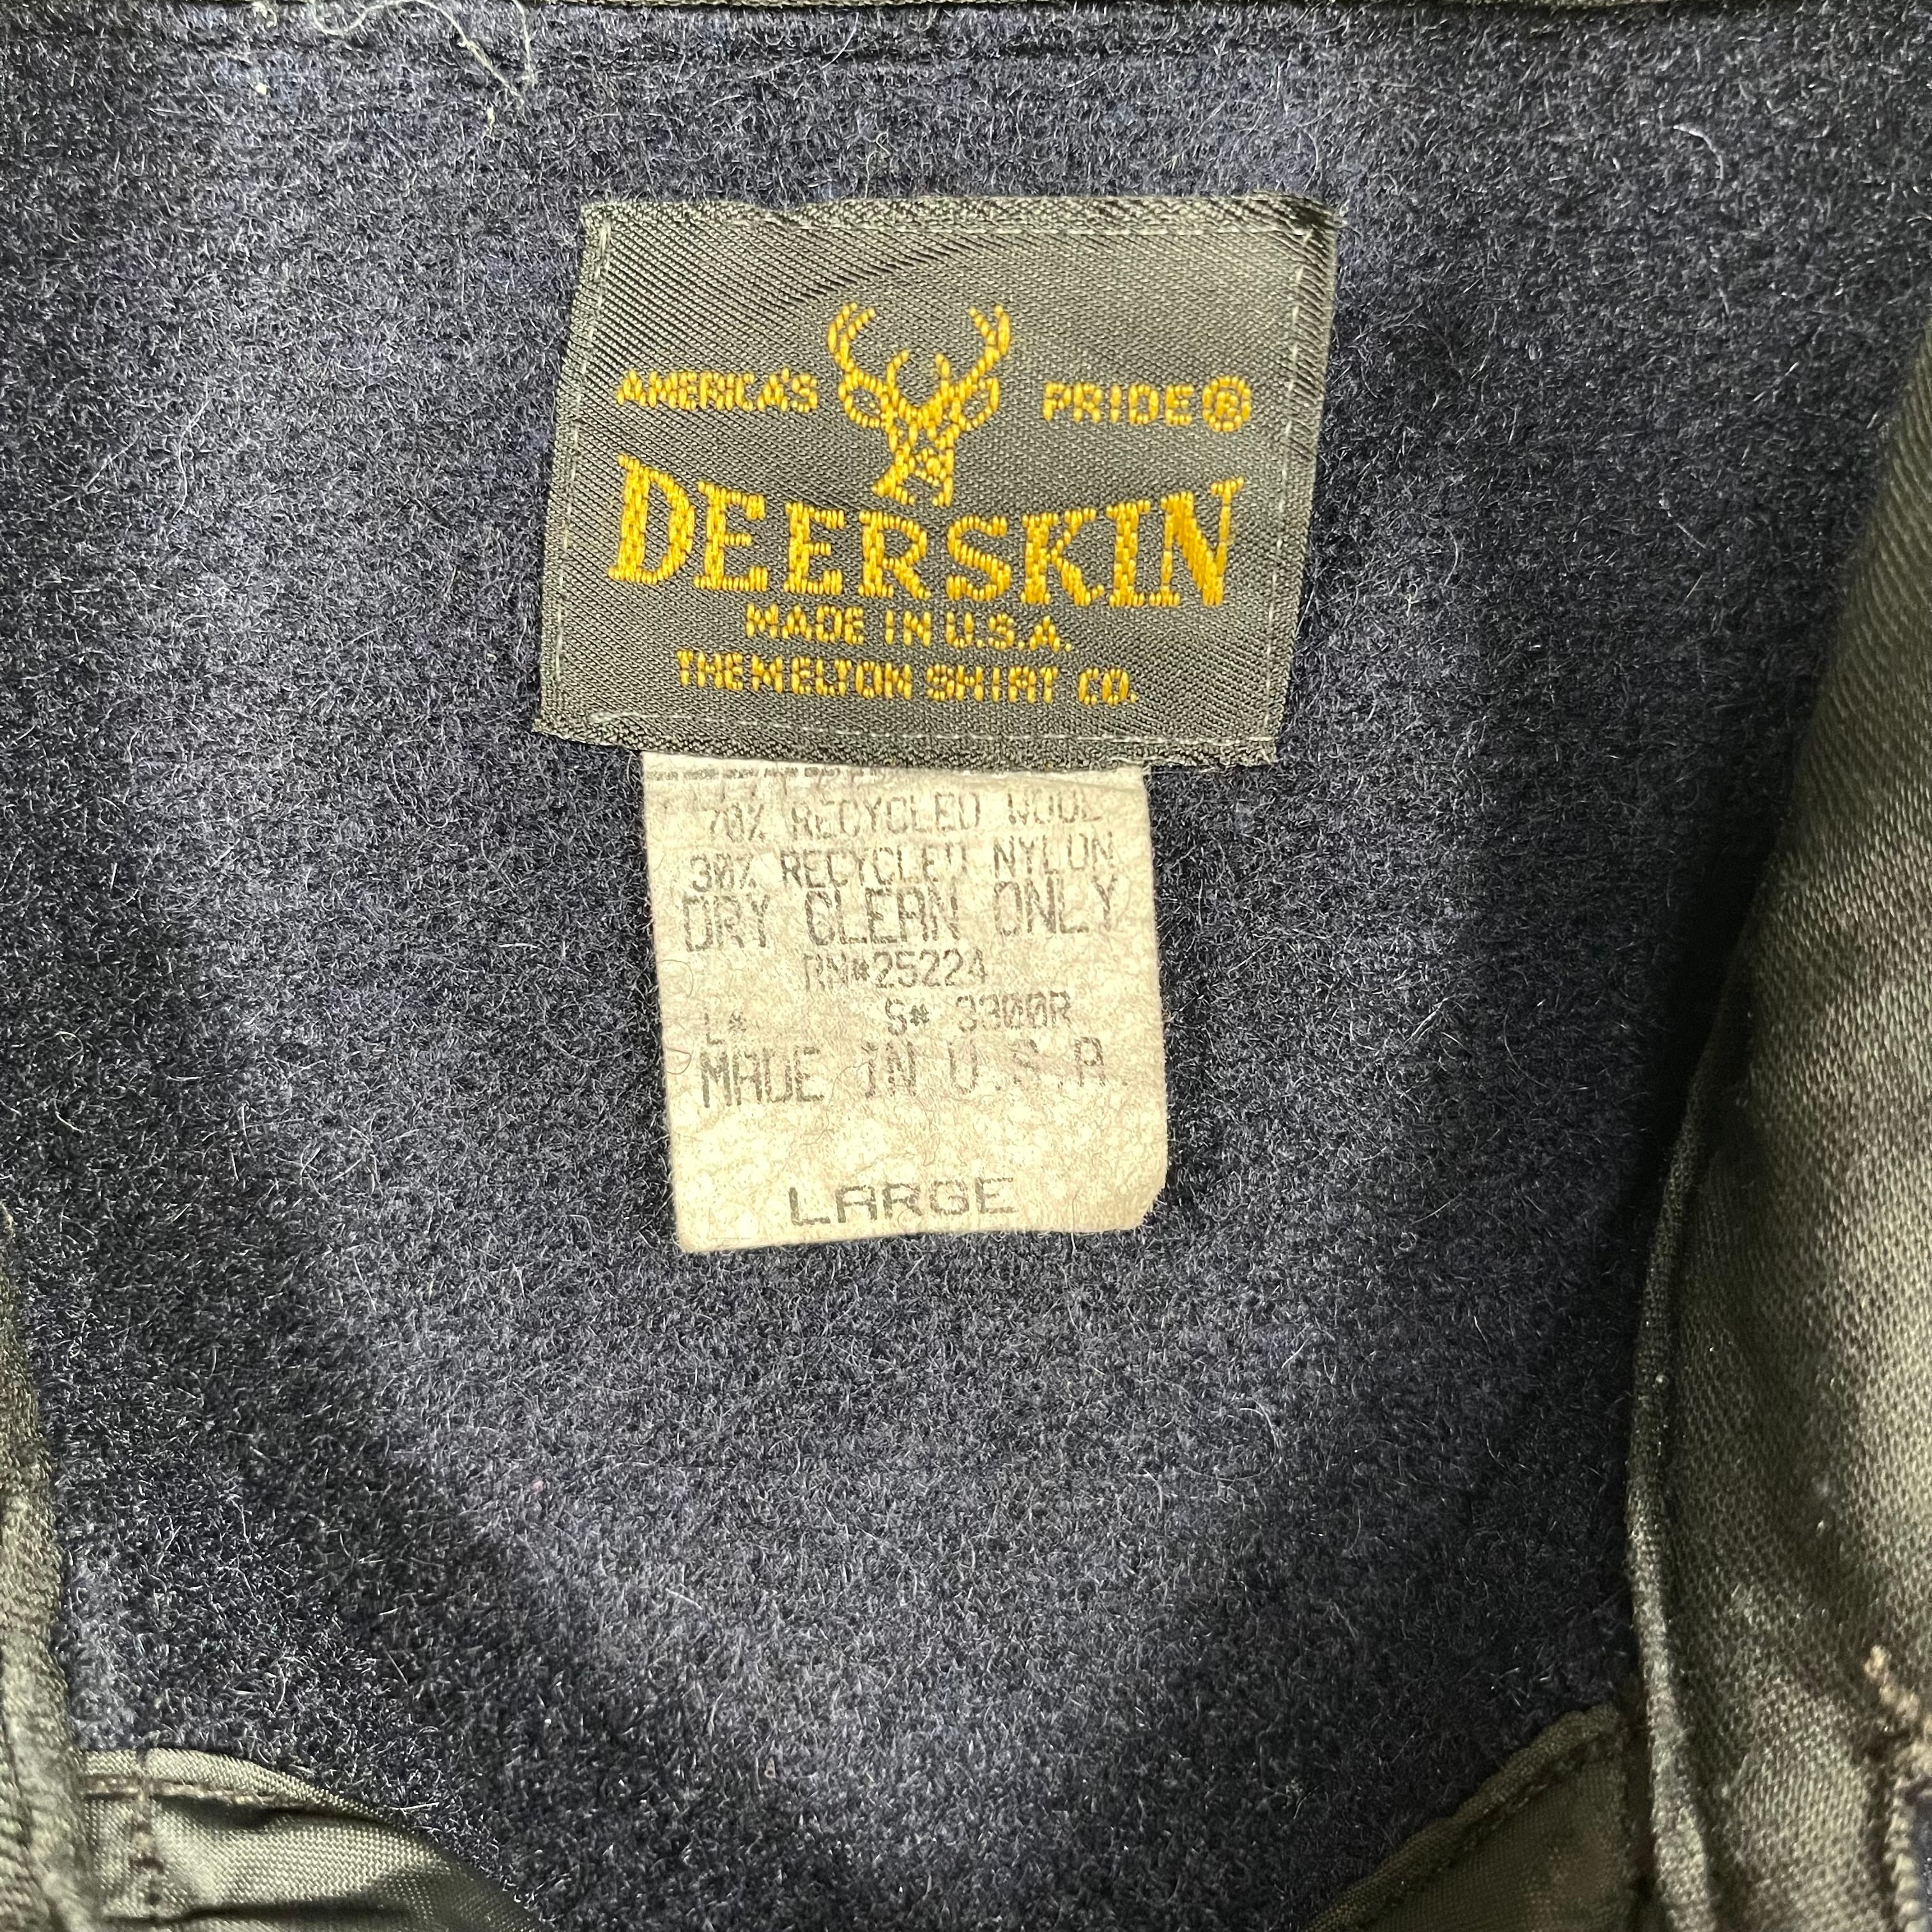 AMERICA'S PRIDE®
DEERSKIN
MADE IN U.S.A.
THE MELTON SHIRT CO.
70% RECYCLED WOOL
30% RECYCLED NYLON
DRY CLEAN ONLY
RN#25224
L# S# 3300R
MADE IN U.S.A.
LARGE